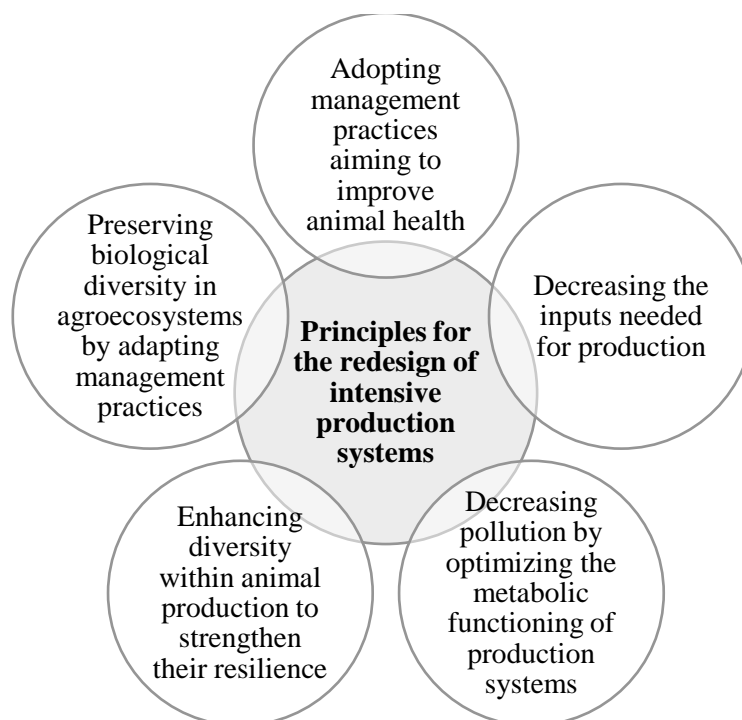 Adopting
management
practices
aiming to
improve
animal health
Preserving
biological
diversity in
agroecosystems
by adapting
management
practices
Decreasing the
inputs needed
for production
Principles for
the redesign of
intensive
production
systems
Enhancing
diversity
within animal
production to
strengthen
their resilience
Decreasing
pollution by
optimizing the
metabolic
functioning of
production
systems